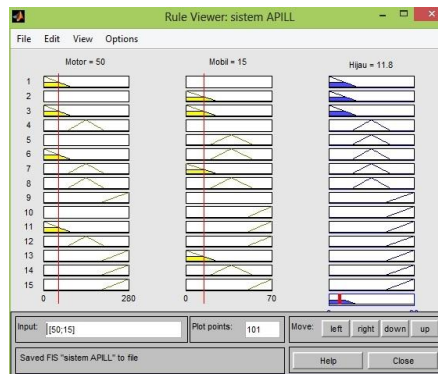 Rule Viewer: sistem APILL
File Edit View Options
Motor = 50 Mobil = 15 Hijau = 11.8
1
2
3
4
5
6
7
8
9
10
11
12
13
14
15
0 280 0 70
Input: [50;15] Plot points: 101 Move: left right down up
Saved FIS "sistem APILL" to file Help Close